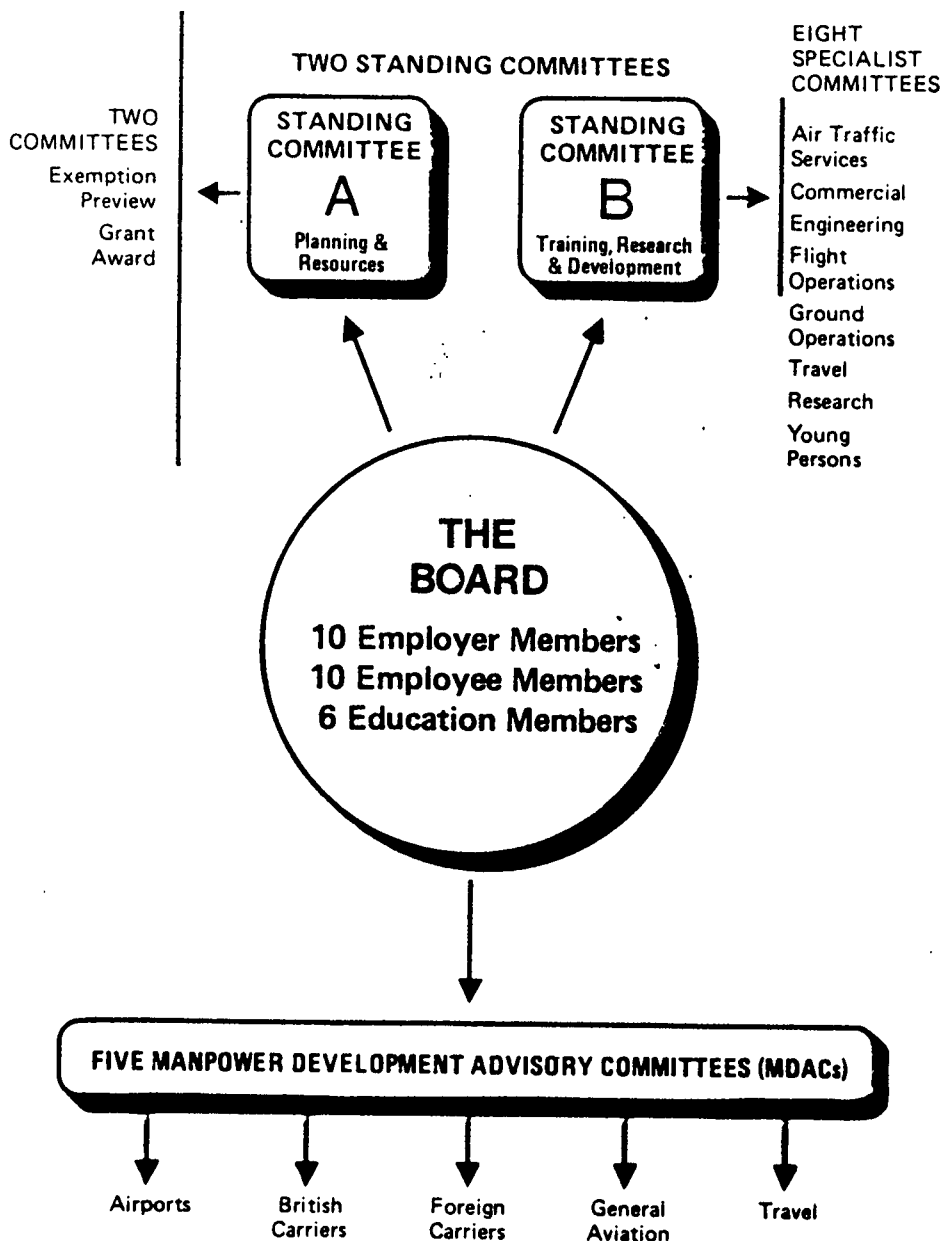 TWO STANDING COMMITTEES
TWO
COMMITTEES
Exemption
Preview
Grant
Award
STANDING
COMMITTEE
A
Planning &
Resources
STANDING
COMMITTEE
B
Training, Research
& Development
EIGHT
SPECIALIST
COMMITTEES
Air Traffic
Services
Commercial
Engineering
Flight
Operations
Ground
Operations
Travel
Research
Young
Persons
THE
BOARD
10 Employer Members
10 Employee Members
6 Education Members
FIVE MANPOWER DEVELOPMENT ADVISORY COMMITTEES (MDACs)
Airports
British
Carriers
Foreign
Carriers
General
Aviation
Travel